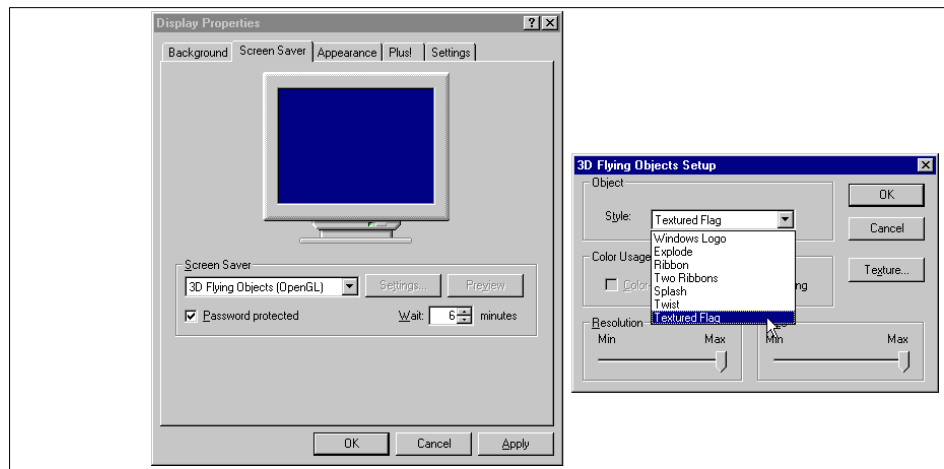 Display Properties
Background Screen Saver Appearance Plus! Settings
Screen Saver
3D Flying Objects (OpenGL) Settings... Preview
Password protected Wait: 6 minutes
OK Cancel Apply
3D Flying Objects Setup
Object
OK
Style: Textured Flag
Cancel
Windows Logo
Explode
Ribbon
Two Ribbons
Splash
Twist
Textured Flag
Color Usage
Texture...
Resolution
Min Max
Min Max